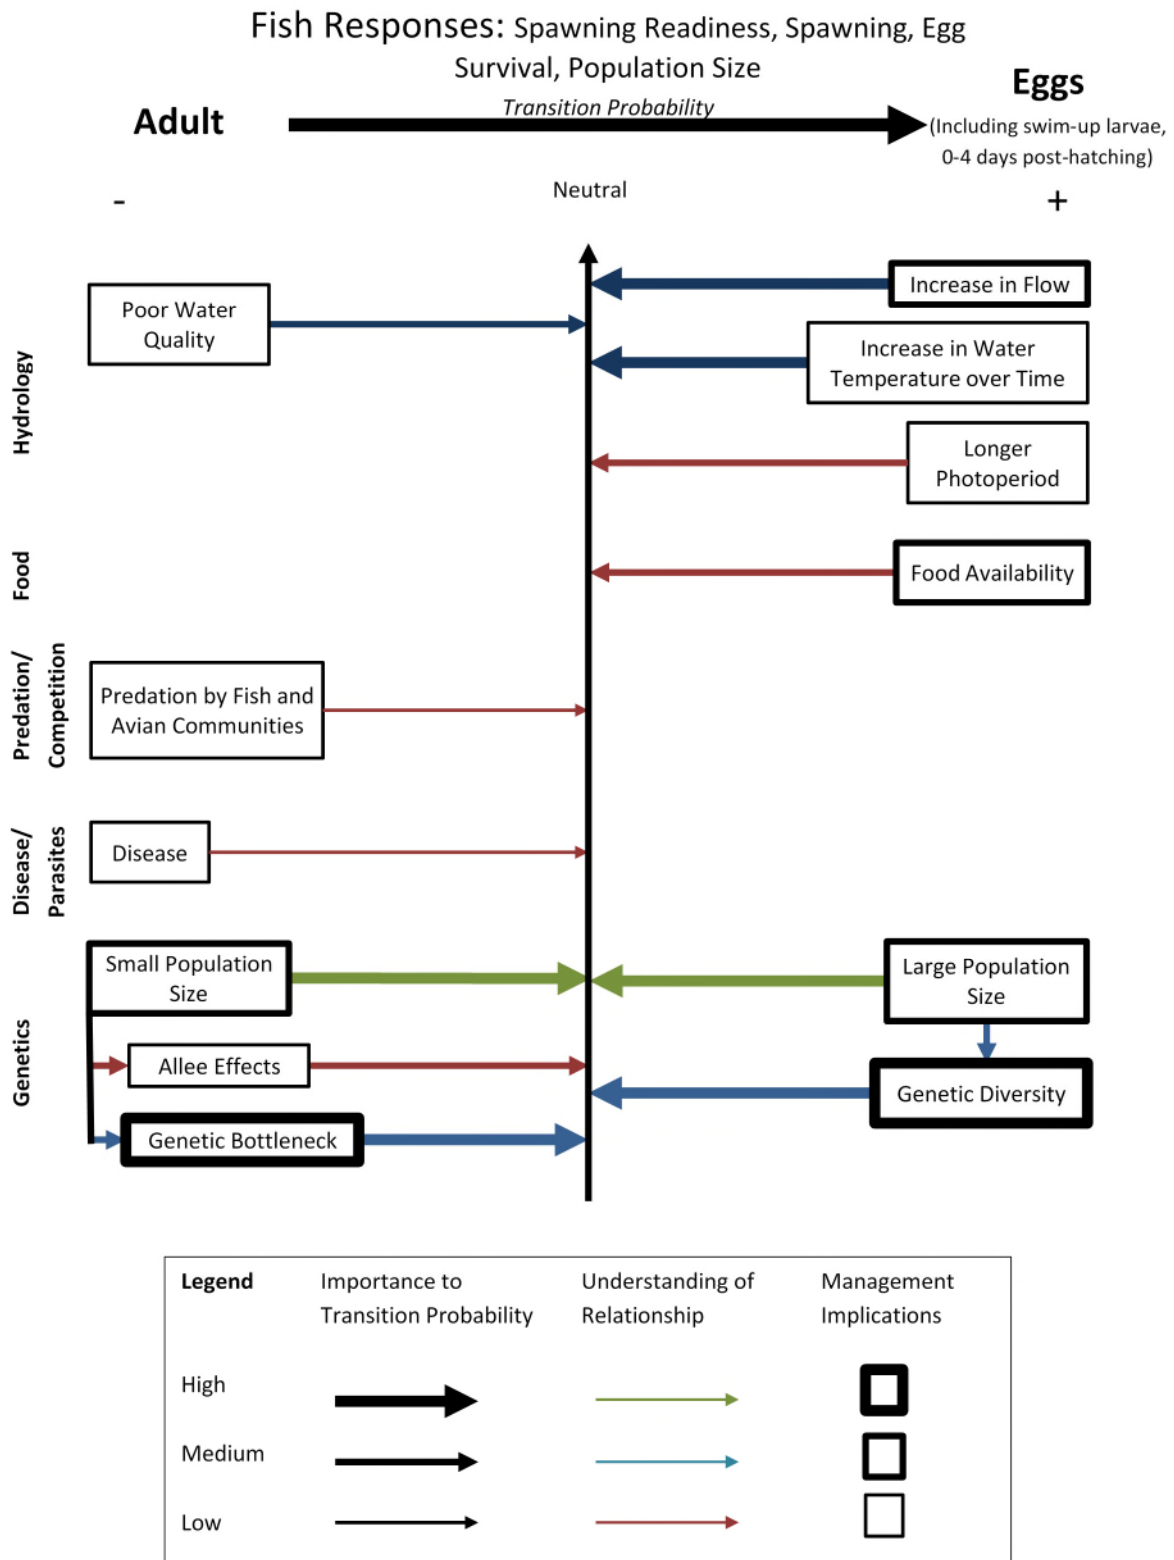 Fish Responses: Spawning Readiness, Spawning, Egg
Survival, Population Size
Transition Probability
Adult
Eggs
(Including swim-up larvae,
0-4 days post-hatching)
-
Neutral
+
Hydrology
Poor Water
Quality
Increase in Flow
Increase in Water
Temperature over Time
Longer
Photoperiod
Food
Food Availability
Predation/
Competition
Predation by Fish and
Avian Communities
Disease/
Parasites
Disease
Genetics
Small Population
Size
Large Population
Size
Allee Effects
Genetic Diversity
Genetic Bottleneck
Legend
Importance to
Transition Probability
Understanding of
Relationship
Management
Implications
High
Medium
Low